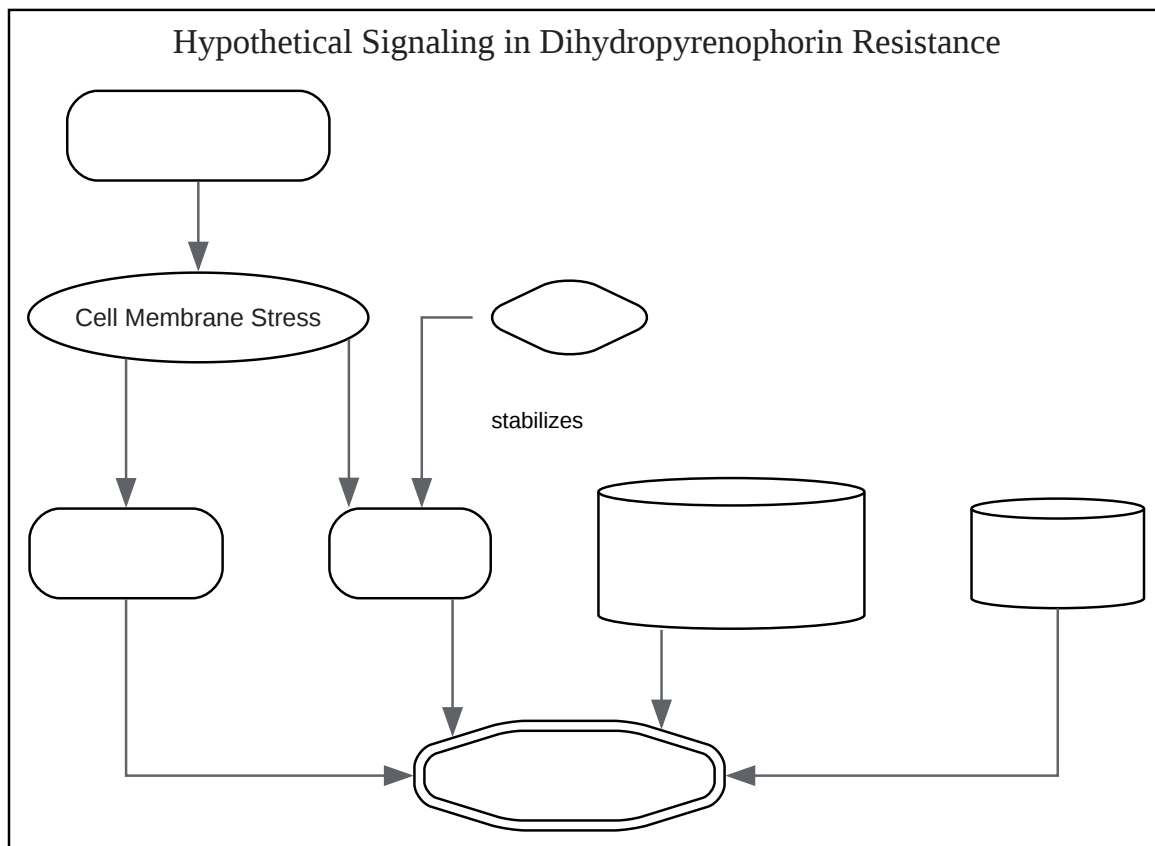 Hypothetical Signaling in Dihydropyrenophorin Resistance
Cell Membrane Stress
stabilizes